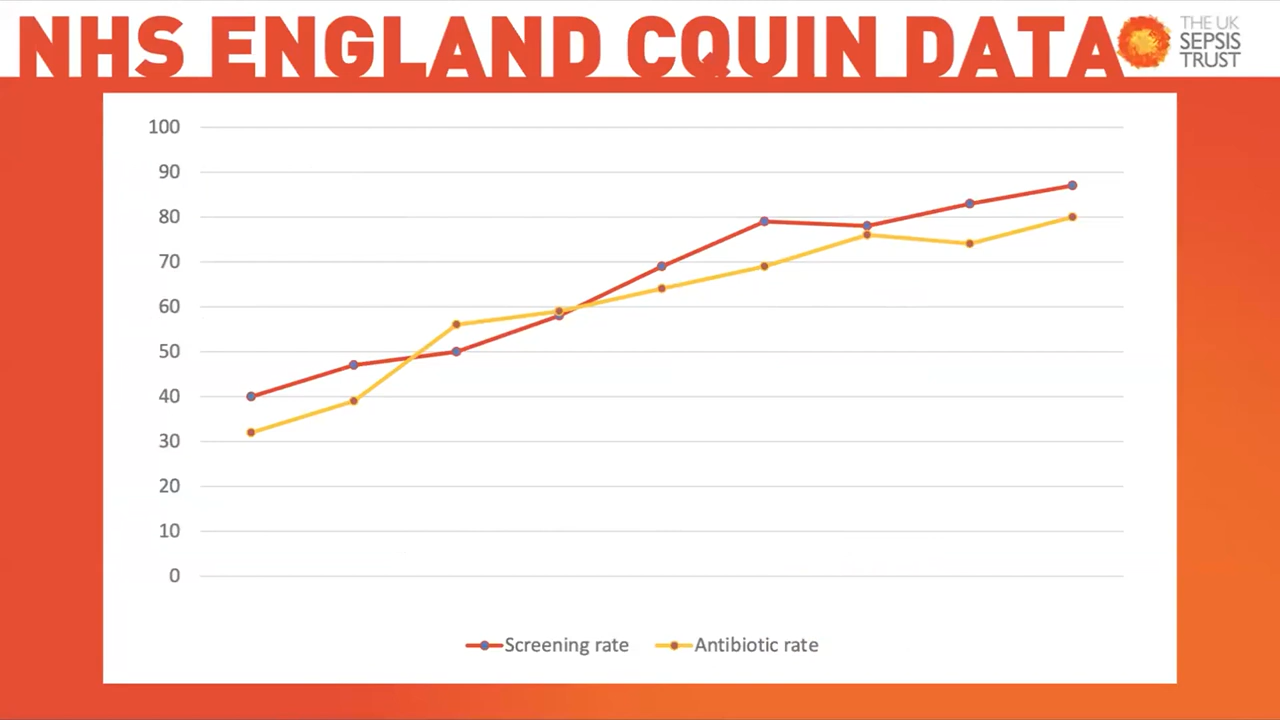 NHS ENGLAND CQUIN DATA
THE UK
SEPSIS
TRUST
100
90
80
70
60
50
40
30
20
10
0
Screening rate
Antibiotic rate